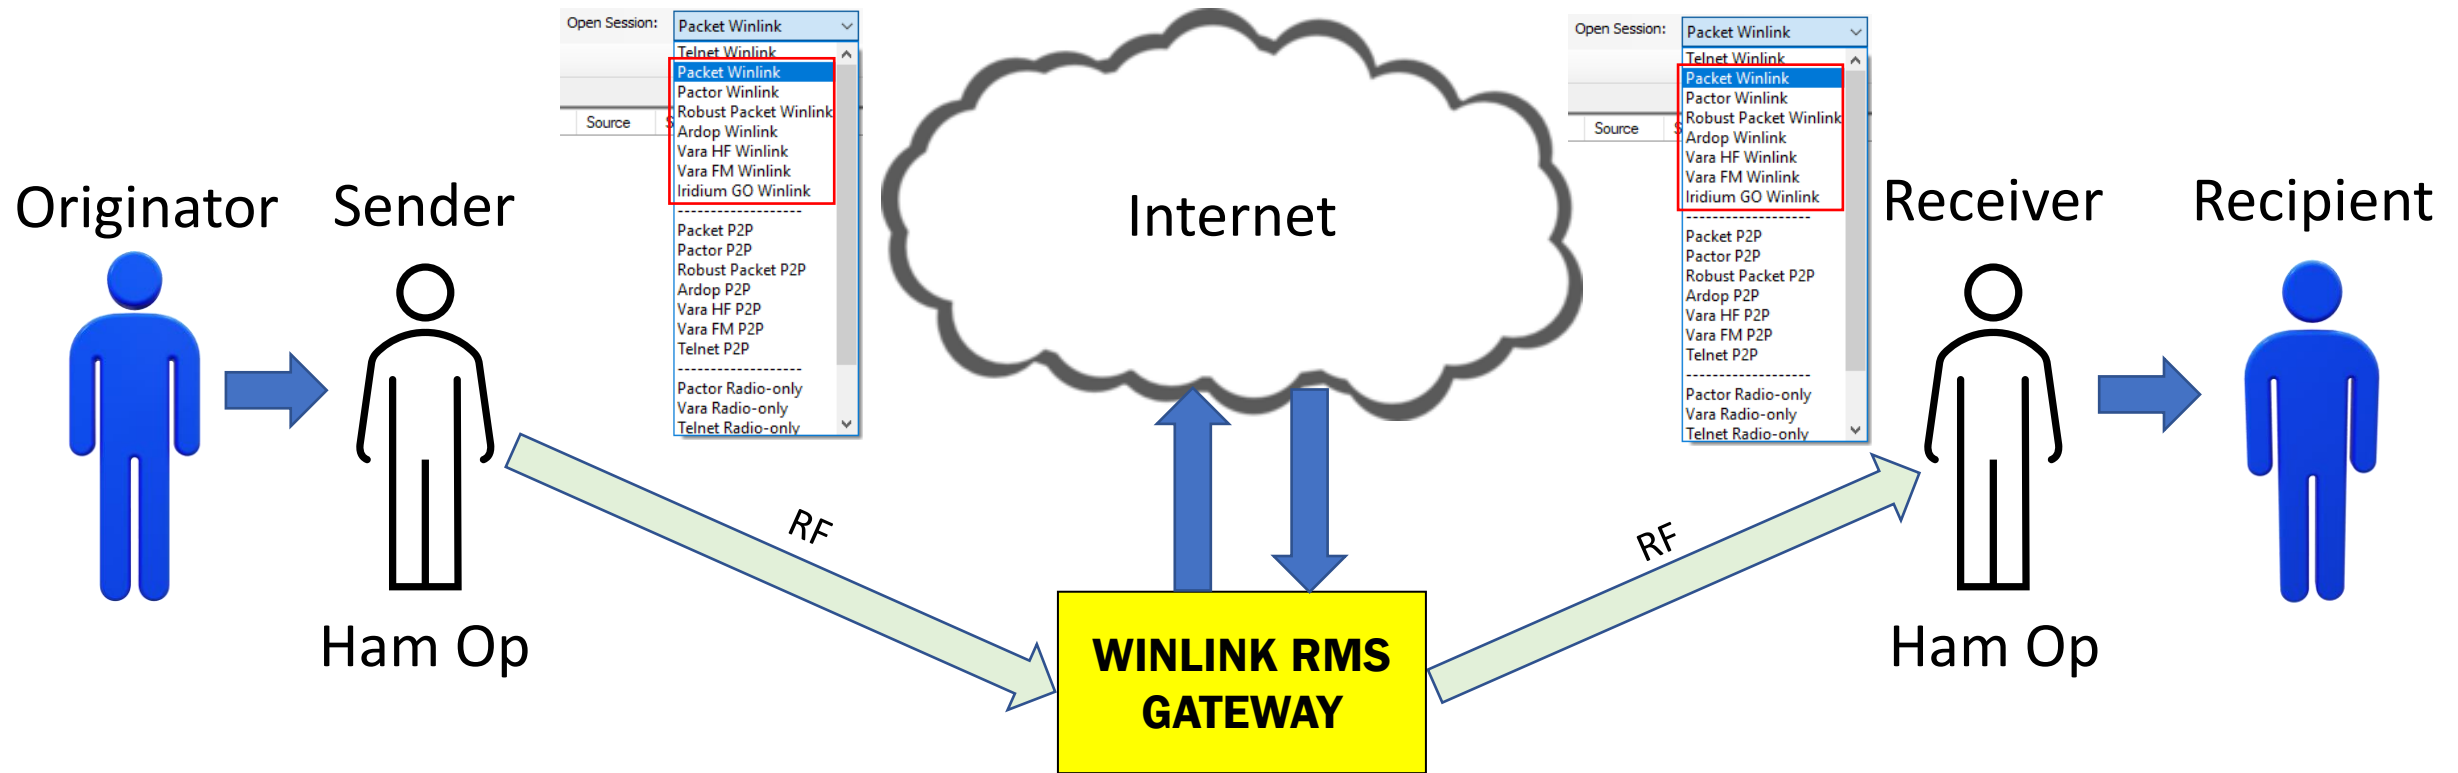 Originator
Sender
Open Session:
Packet Winlink
Telnet Winlink
Packet Winlink
Pactor Winlink
Robust Packet Winlink
Ardop Winlink
Vara HF Winlink
Vara FM Winlink
Iridium GO Winlink
-------------------
Packet P2P
Pactor P2P
Robust Packet P2P
Ardop P2P
Vara HF P2P
Vara FM P2P
Telnet P2P
-------------------
Pactor Radio-only
Vara Radio-only
Telnet Radio-only
Source
S
Internet
Open Session:
Packet Winlink
Telnet Winlink
Packet Winlink
Pactor Winlink
Robust Packet Winlink
Ardop Winlink
Vara HF Winlink
Vara FM Winlink
Iridium GO Winlink
-------------------
Packet P2P
Pactor P2P
Robust Packet P2P
Ardop P2P
Vara HF P2P
Vara FM P2P
Telnet P2P
-------------------
Pactor Radio-only
Vara Radio-only
Telnet Radio-only
Source
S
Receiver
Recipient
RF
RF
Ham Op
WINLINK RMS
GATEWAY
Ham Op